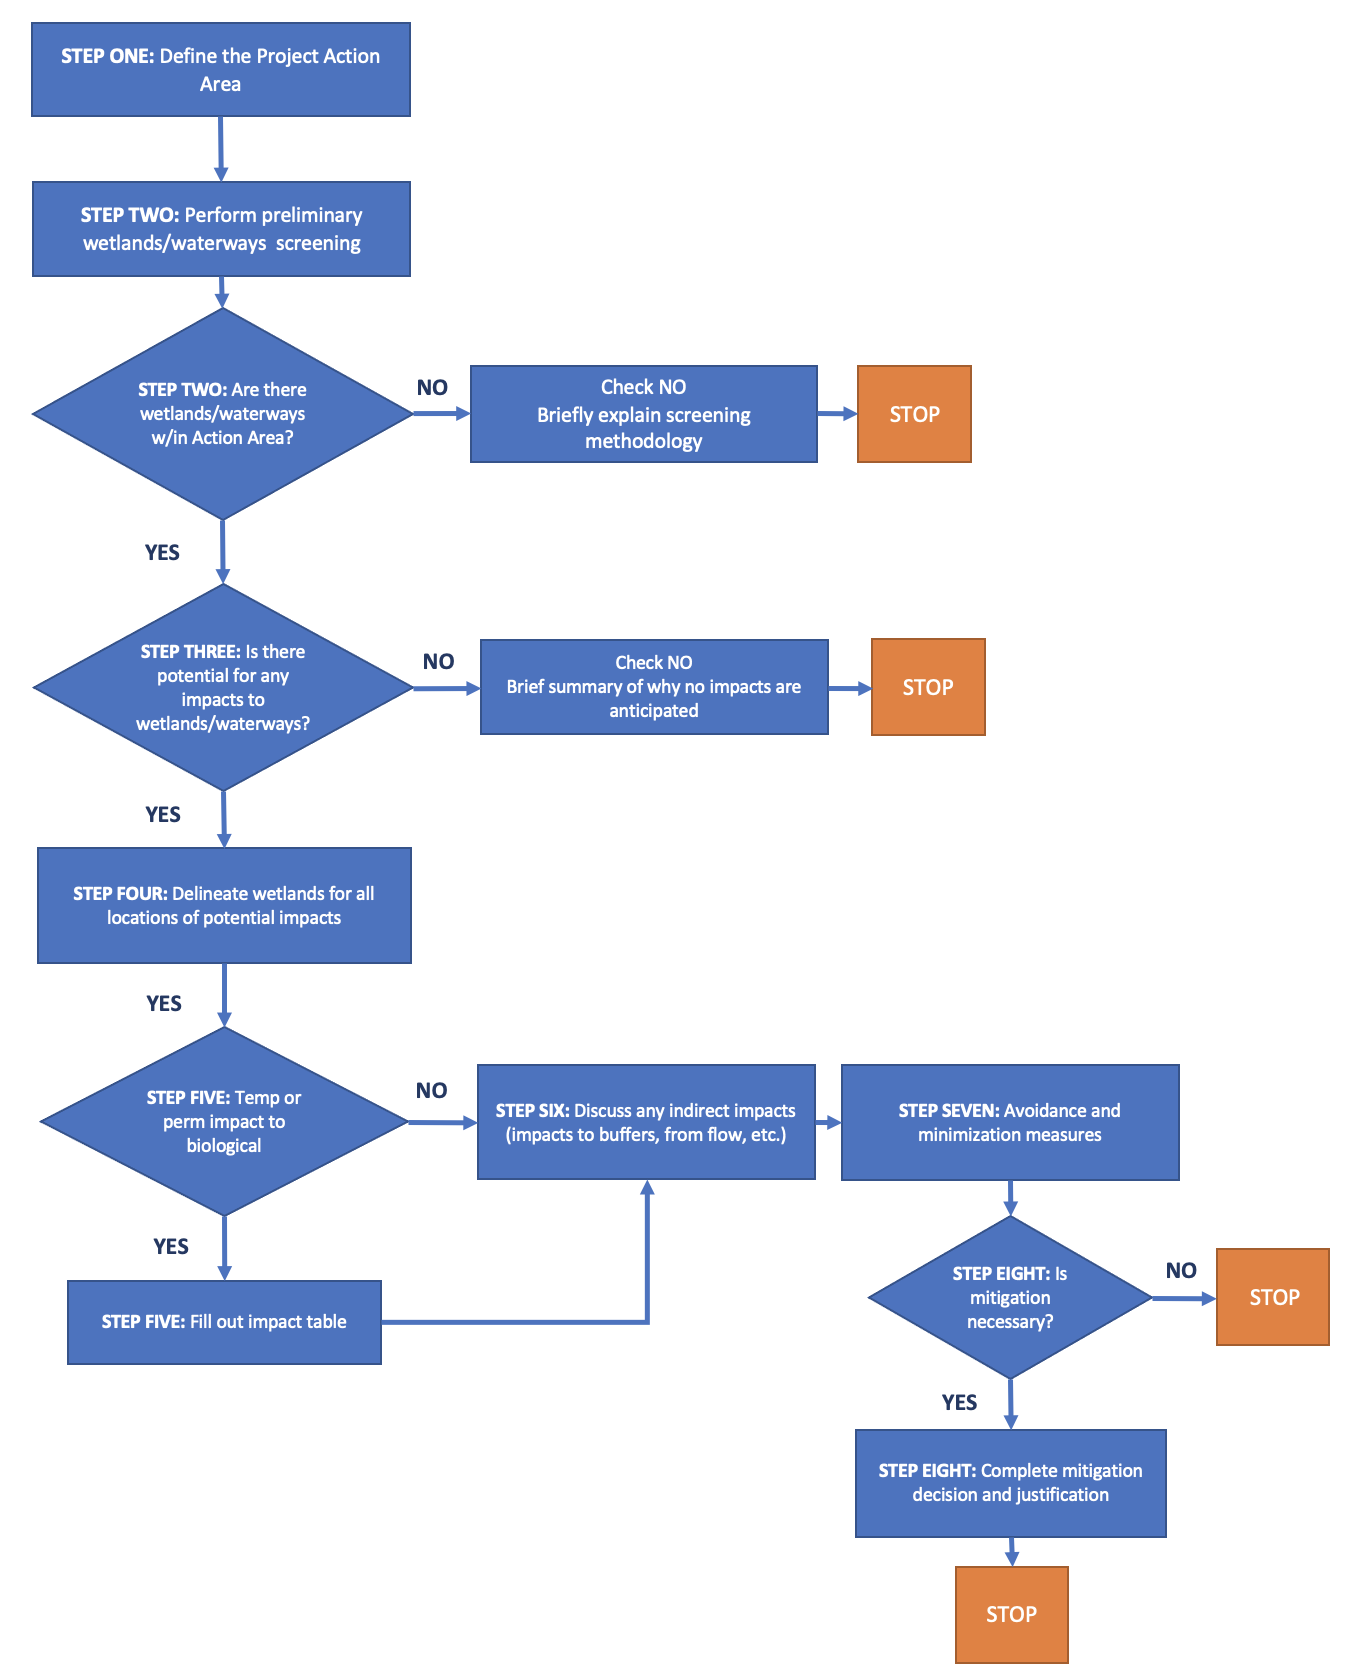 STEP ONE: Define the Project Action
Area
STEP TWO: Perform preliminary
wetlands/waterways screening
STEP TWO: Are there
wetlands/waterways
w/in Action Area?
NO
Check NO
Briefly explain screening
methodology
STOP
YES
STEP THREE: Is there
potential for any
impacts to
wetlands/waterways?
NO
Check NO
Brief summary of why no impacts are
anticipated
STOP
YES
STEP FOUR: Delineate wetlands for all
locations of potential impacts
YES
STEP FIVE: Temp or
perm impact to
biological
NO
STEP SIX: Discuss any indirect impacts
(impacts to buffers, from flow, etc.)
STEP SEVEN: Avoidance and
minimization measures
YES
STEP FIVE: Fill out impact table
STEP EIGHT: Is
mitigation
necessary?
NO
STOP
YES
STEP EIGHT: Complete mitigation
decision and justification
STOP